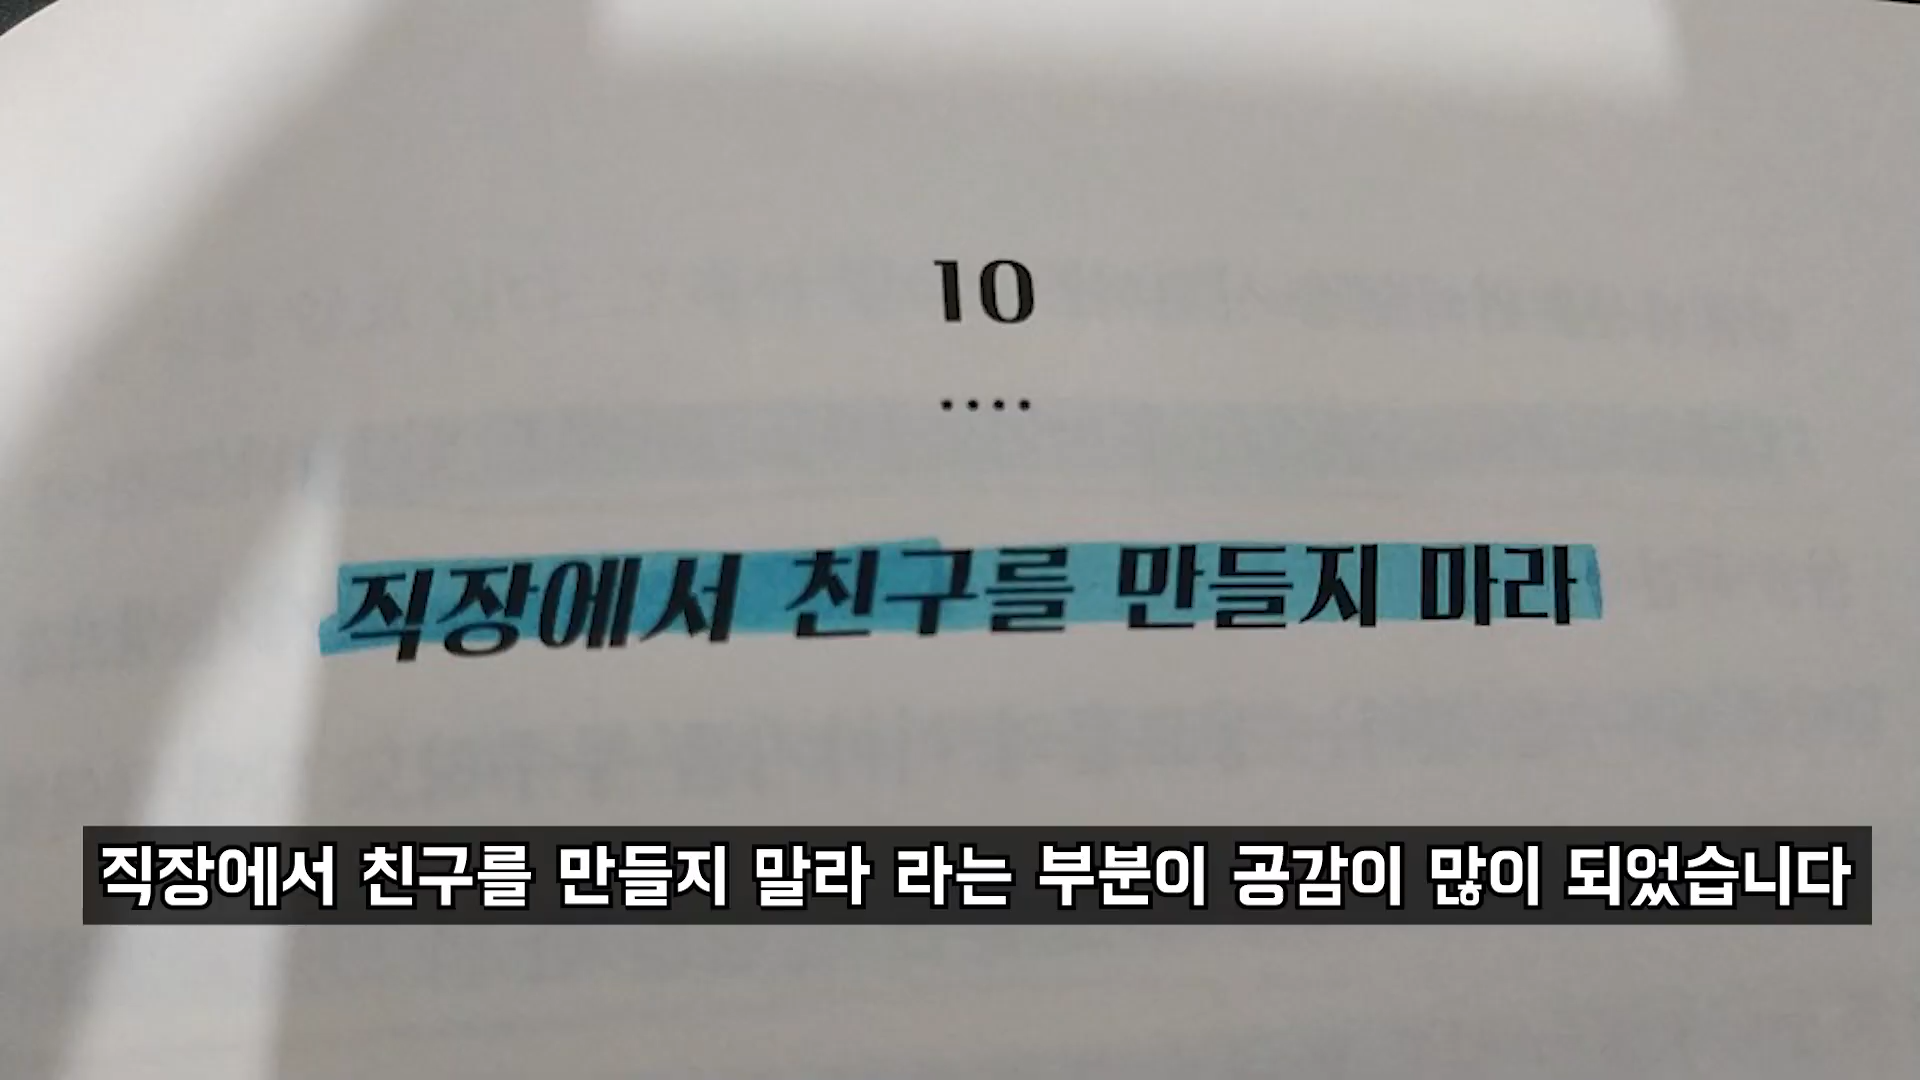 10
....
직장에서 친구를 만들지 마라
직장에서 친구를 만들지 말라 라는 부분이 공감이 많이 되었습니다